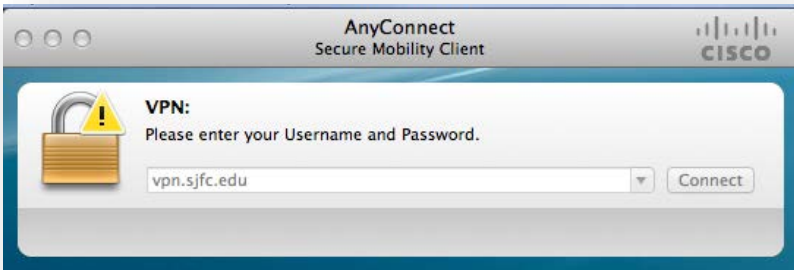 AnyConnect
Secure Mobility Client
CISCO
VPN:
Please enter your Username and Password.
vpn.sjfc.edu
Connect